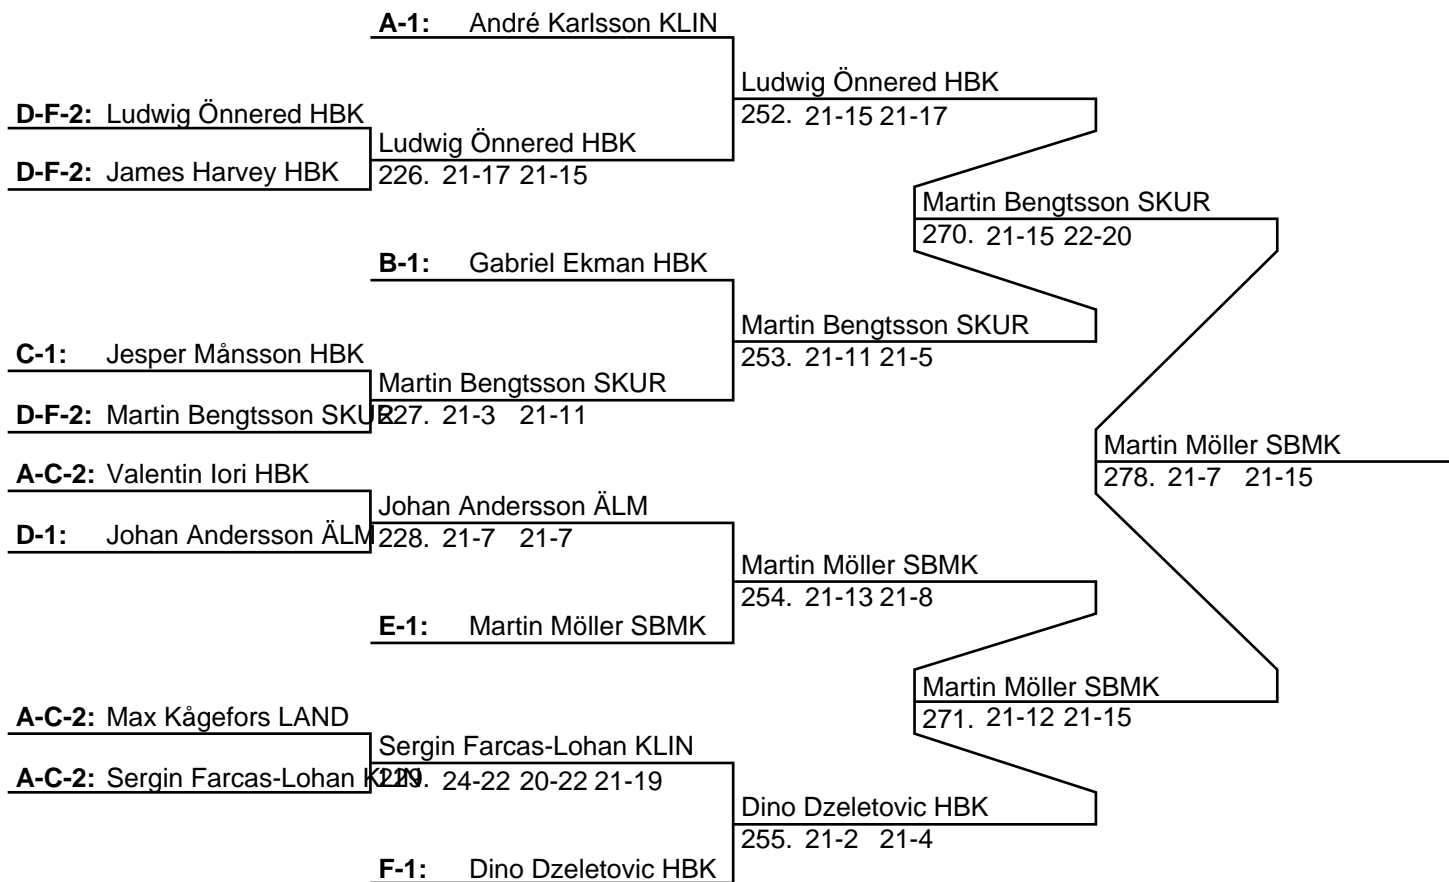 A-1: André Karlsson KLIN
Ludwig Önnered HBK
252. 21-15 21-17
D-F-2: Ludwig Önnered HBK
Ludwig Önnered HBK
226. 21-17 21-15
D-F-2: James Harvey HBK
Martin Bengtsson SKUR
270. 21-15 22-20
B-1: Gabriel Ekman HBK
Martin Bengtsson SKUR
253. 21-11 21-5
C-1: Jesper Månsson HBK
Martin Bengtsson SKUR
227. 21-3 21-11
D-F-2: Martin Bengtsson SKUR
Martin Möller SBMK
278. 21-7 21-15
A-C-2: Valentin Iori HBK
Johan Andersson ÄLM
228. 21-7 21-7
D-1: Johan Andersson ÄLM
Martin Möller SBMK
254. 21-13 21-8
E-1: Martin Möller SBMK
Martin Möller SBMK
271. 21-12 21-15
A-C-2: Max Kågefors LAND
Sergin Farcas-Lohan KLIN
229. 24-22 20-22 21-19
A-C-2: Sergin Farcas-Lohan KLIN
Dino Dzeletovic HBK
255. 21-2 21-4
F-1: Dino Dzeletovic HBK